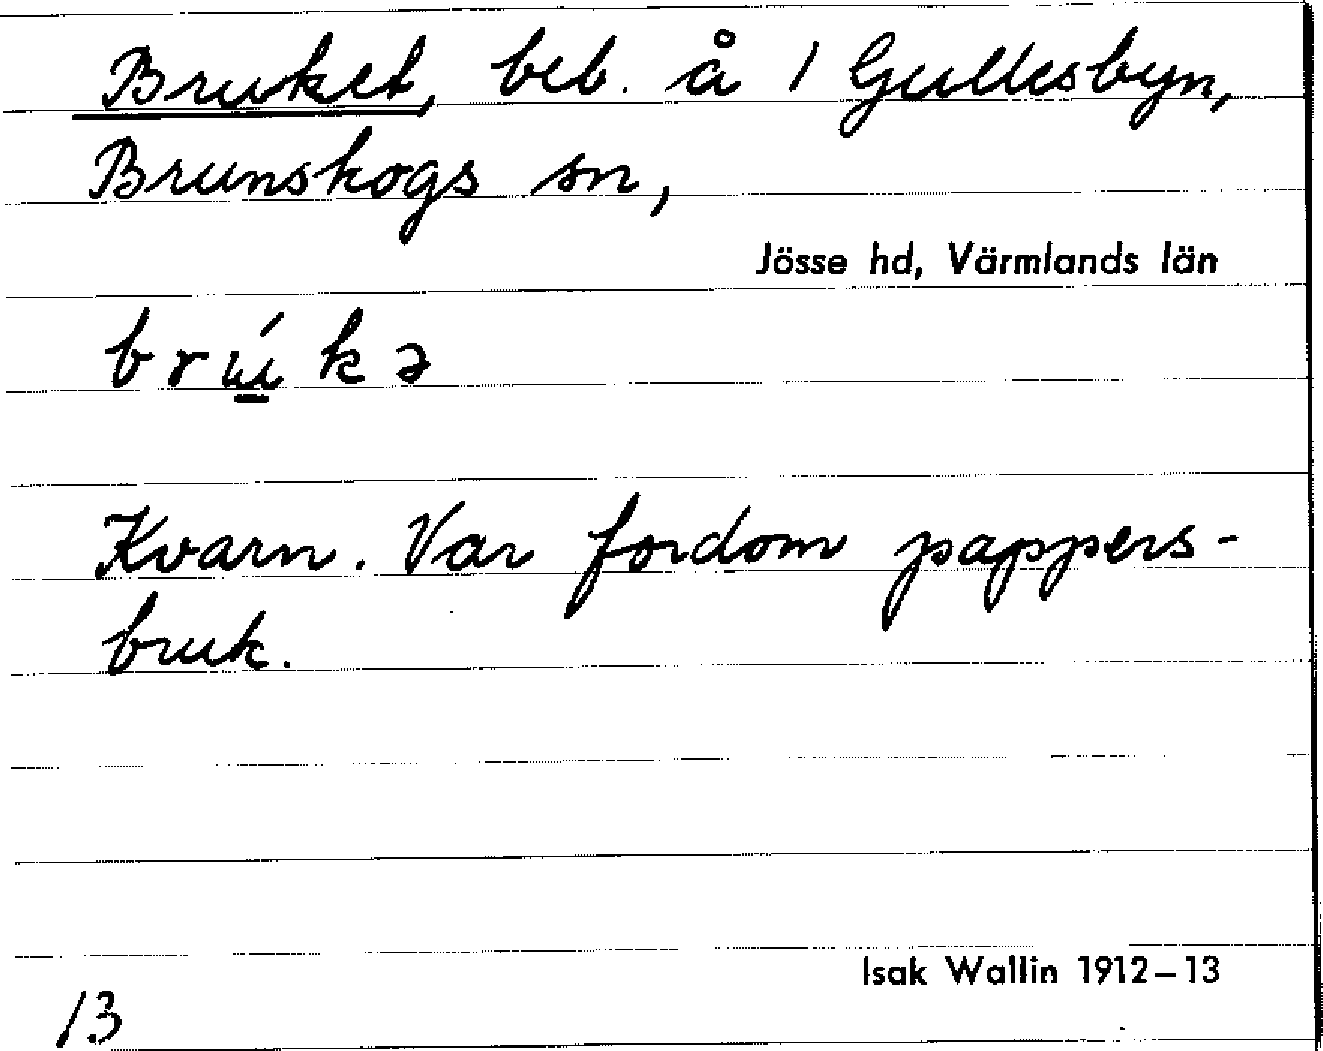 Bruket, beb. å 1 Gullesbyn,
Brunskogs sn,
Jösse hd, Värmlands län
Kvarn. Var fordom pappers-
bruk.
Isak Wallin 1912–13
13